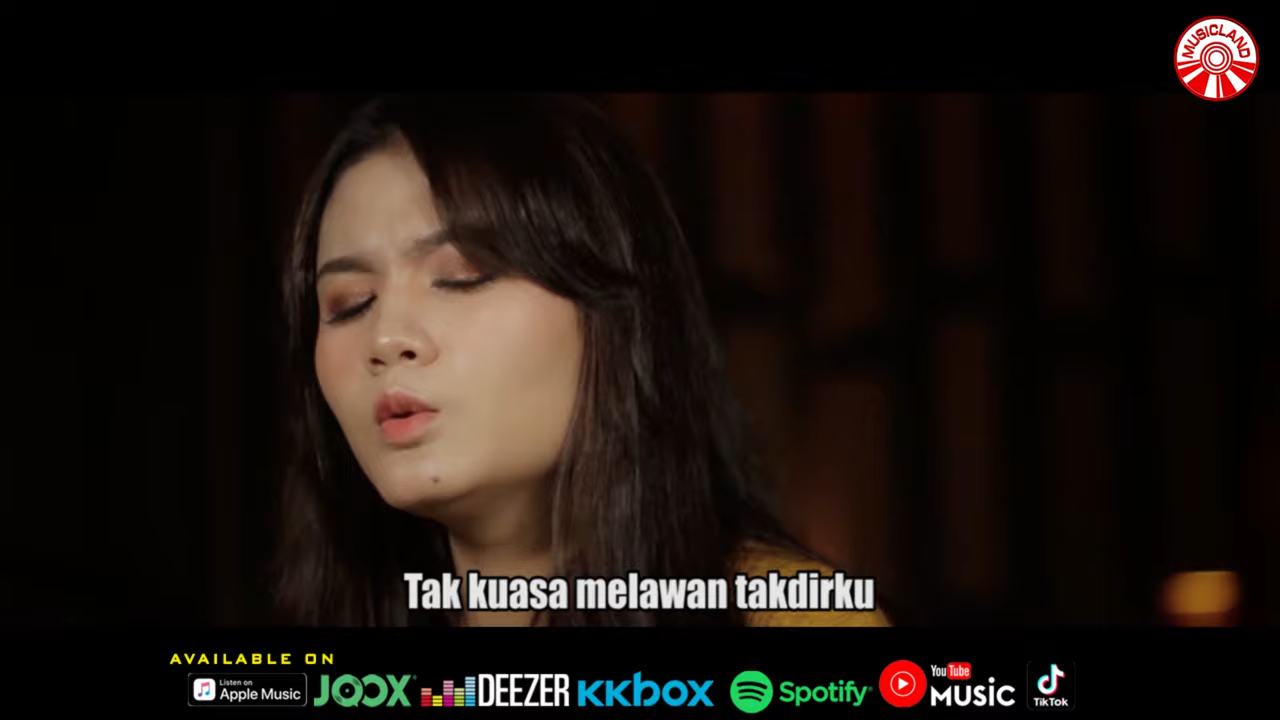 MUSICLAND
Tak kuasa melawan takdirku
AVAILABLE ON
Listen on
Apple Music
JOOX
DEEZER
KKBOX
Spotify
YouTube
MUSIC
TikTok